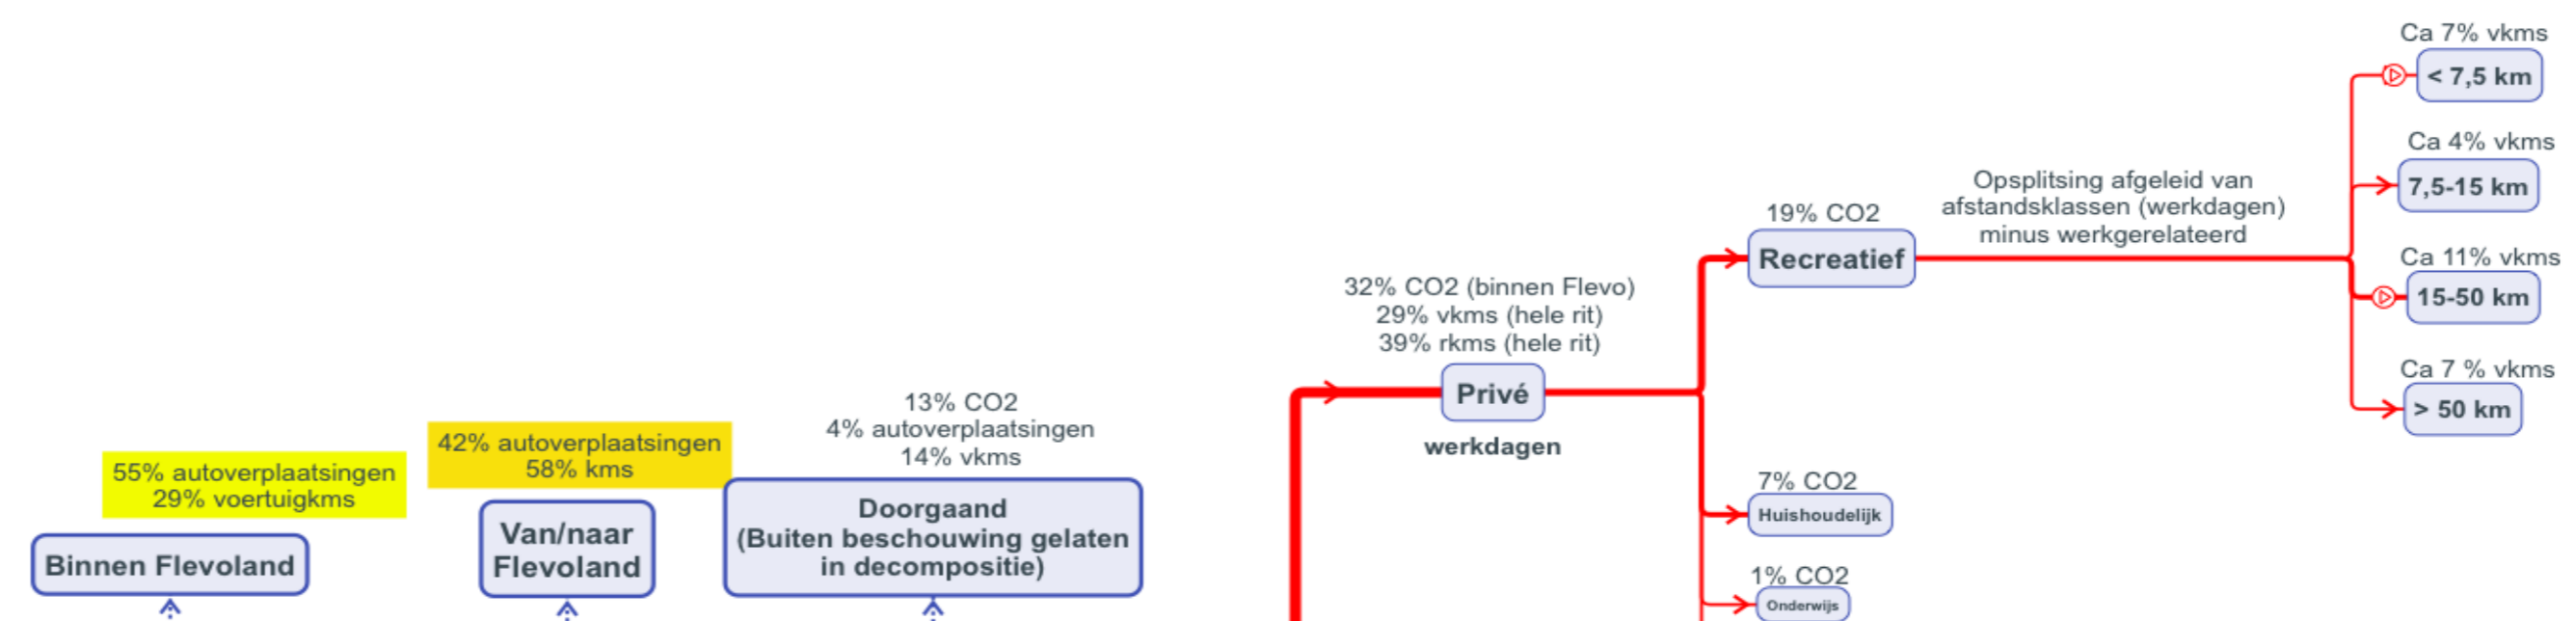 55% autoverplaatsingen
29% voertuigkms
Binnen Flevoland
42% autoverplaatsingen
58% kms
Van/naar
Flevoland
13% CO2
4% autoverplaatsingen
14% vkms
Doorgaand
(Buiten beschouwing gelaten
in decompositie)
32% CO2 (binnen Flevo)
29% vkms (hele rit)
39% rkms (hele rit)
Privé
werkdagen
19% CO2
Recreatief
Opsplitsing afgeleid van
afstandsklassen (werkdagen)
minus werkgerelateerd
Ca 7% vkms
< 7,5 km
Ca 4% vkms
7,5-15 km
Ca 11% vkms
15-50 km
Ca 7 % vkms
> 50 km
7% CO2
Huishoudelijk
1% CO2
Onderwijs